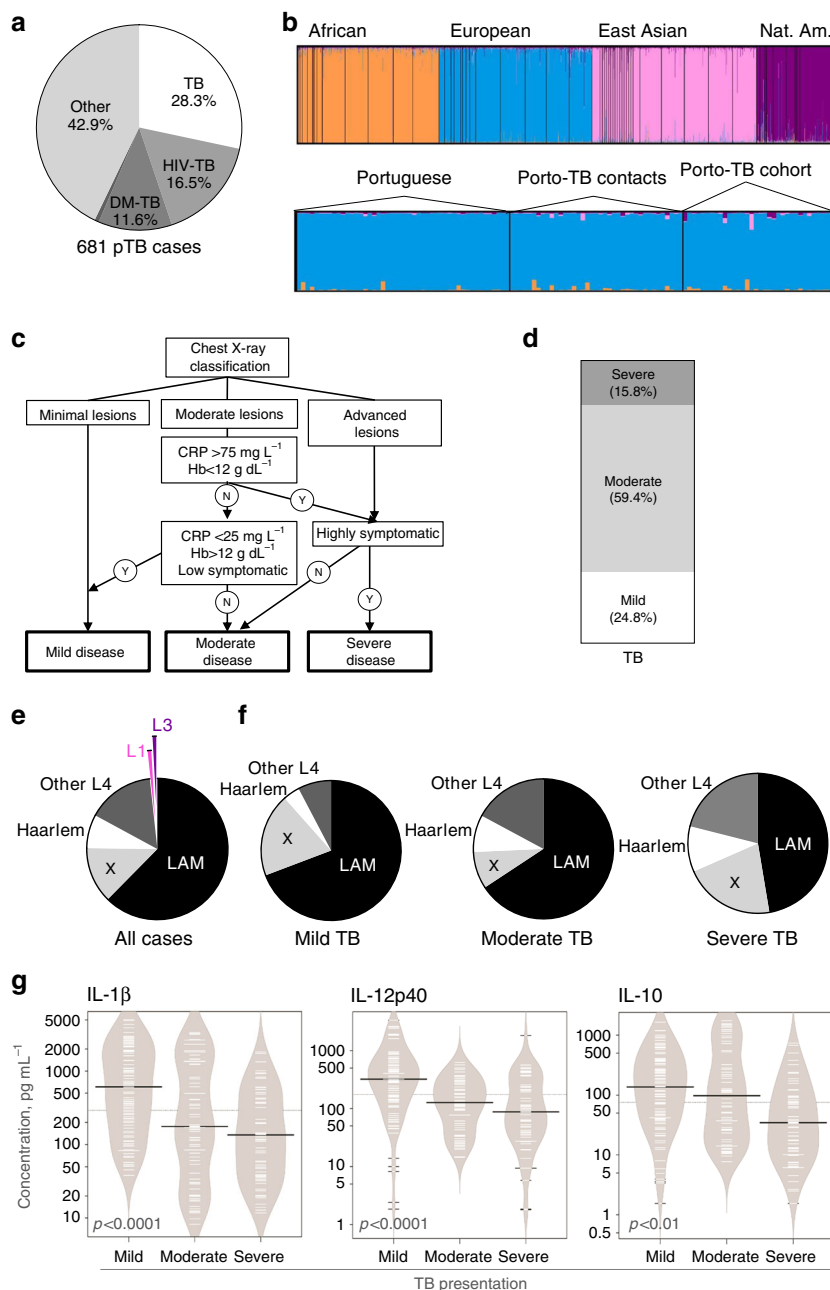 a
TB
28.3%
Other
42.9%
HIV-TB
16.5%
DM-TB
11.6%
681 pTB cases
b
African European East Asian Nat. Am.
Portuguese Porto-TB contacts Porto-TB cohort
c
Chest X-ray
classification
Minimal lesions
Moderate lesions
Advanced
lesions
CRP >75 mg L⁻¹
Hb<12 g dL⁻¹
N
Y
CRP <25 mg L⁻¹
Hb>12 g dL⁻¹
Low symptomatic
Highly symptomatic
Y
N
N
Y
Mild disease
Moderate
disease
Severe
disease
d
Severe
(15.8%)
Moderate
(59.4%)
Mild
(24.8%)
TB
e
L3
L1
Other L4
Haarlem
X
LAM
All cases
f
Other L4
Haarlem
X
LAM
Mild TB
Other L4
Haarlem
X
LAM
Moderate TB
Other L4
Haarlem
X
LAM
Severe TB
g
Concentration, pg mL⁻¹
IL-1β
5000
2000
1000
500
200
100
50
20
10
p<0.0001
Mild Moderate Severe
IL-12p40
1000
500
100
50
10
5
1
p<0.0001
Mild Moderate Severe
IL-10
1000
500
100
50
10
5
1
0.5
p<0.01
Mild Moderate Severe
TB presentation